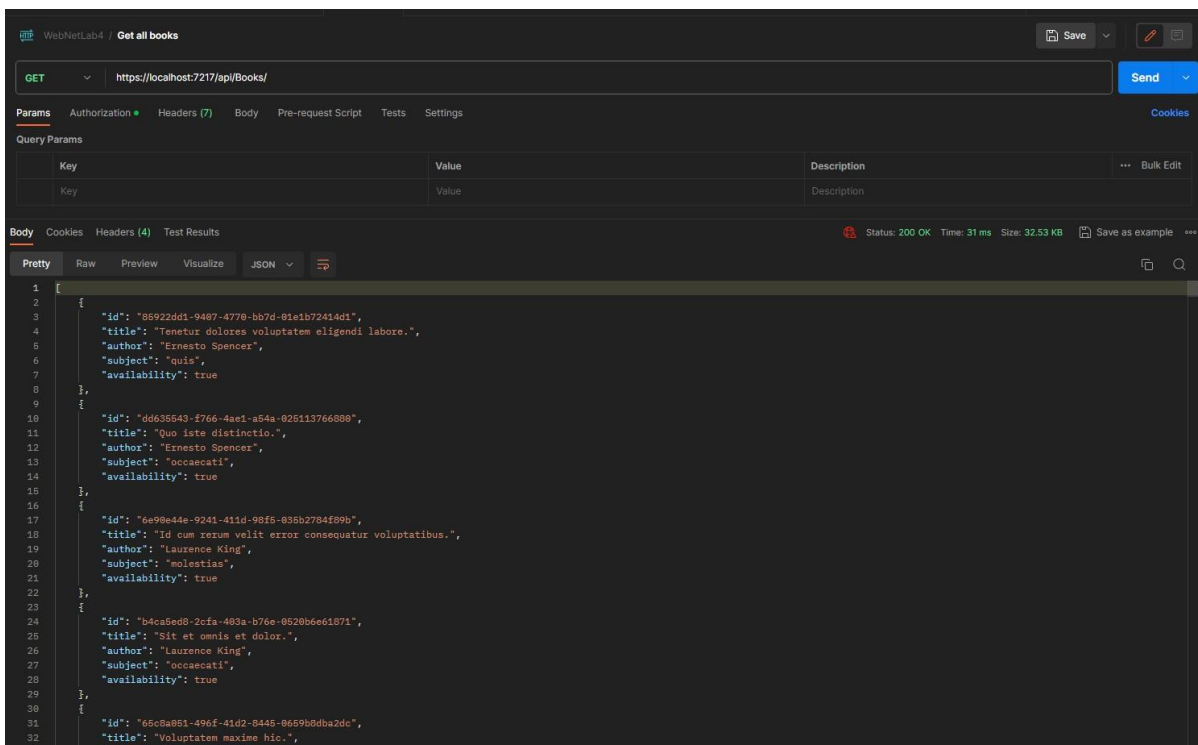 HTTP WebNetLab4 / Get all books Save
GET https://localhost:7217/api/Books/ Send
Params Authorization Headers (7) Body Pre-request Script Tests Settings Cookies
Query Params
Key Value Description ... Bulk Edit
Key Value Description
Body Cookies Headers (4) Test Results Status: 200 OK Time: 31 ms Size: 32.53 KB Save as example
Pretty Raw Preview Visualize JSON
1 [
2 {
3 "id": "85922dd1-9407-4770-bb7d-01e1b72414d1",
4 "title": "Tenetur dolores voluptatem eligendi labore.",
5 "author": "Ernesto Spencer",
6 "subject": "quis",
7 "availability": true
8 },
9 {
10 "id": "dd635543-f766-4ae1-a54a-025113766880",
11 "title": "Quo iste distinctio.",
12 "author": "Ernesto Spencer",
13 "subject": "occaecati",
14 "availability": true
15 },
16 {
17 "id": "6e90e44e-9241-411d-98f5-035b2784f89b",
18 "title": "Id cum rerum velit error consequatur voluptatibus.",
19 "author": "Laurence King",
20 "subject": "molestias",
21 "availability": true
22 },
23 {
24 "id": "b4ca5ed8-2cfa-403a-b76e-0520b6e61871",
25 "title": "Sit et omnis et dolor.",
26 "author": "Laurence King",
27 "subject": "occaecati",
28 "availability": true
29 },
30 {
31 "id": "65c8a051-496f-41d2-8445-0659b8dba2dc",
32 "title": "Voluptatem maxime hic.",